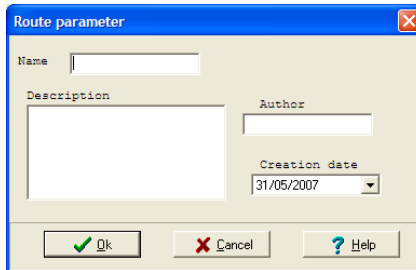 Route parameter
Name
Description
Author
Creation date
31/05/2007
Ok
Cancel
Help